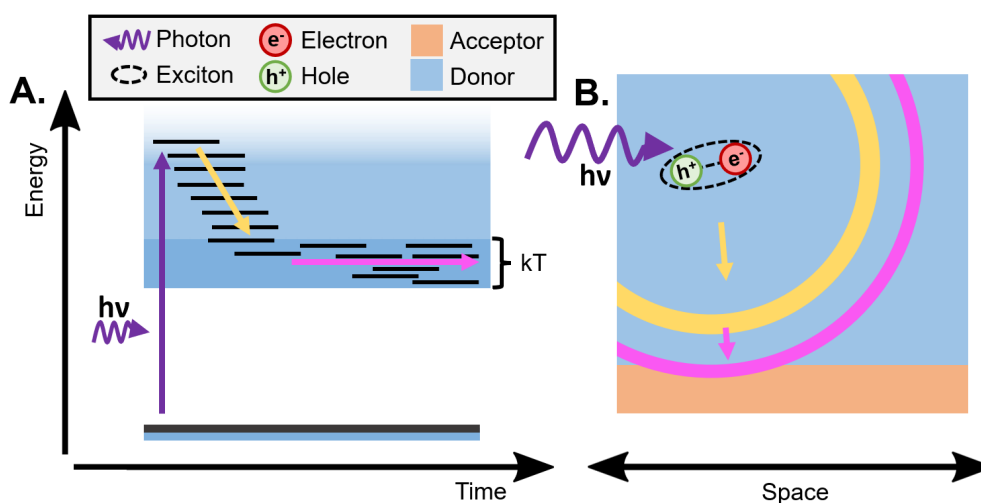 Photon
e⁻ Electron
Acceptor
Exciton
h⁺ Hole
Donor
A.
B.
Energy
hν
kT
Time
hν
h⁺
e⁻
Space